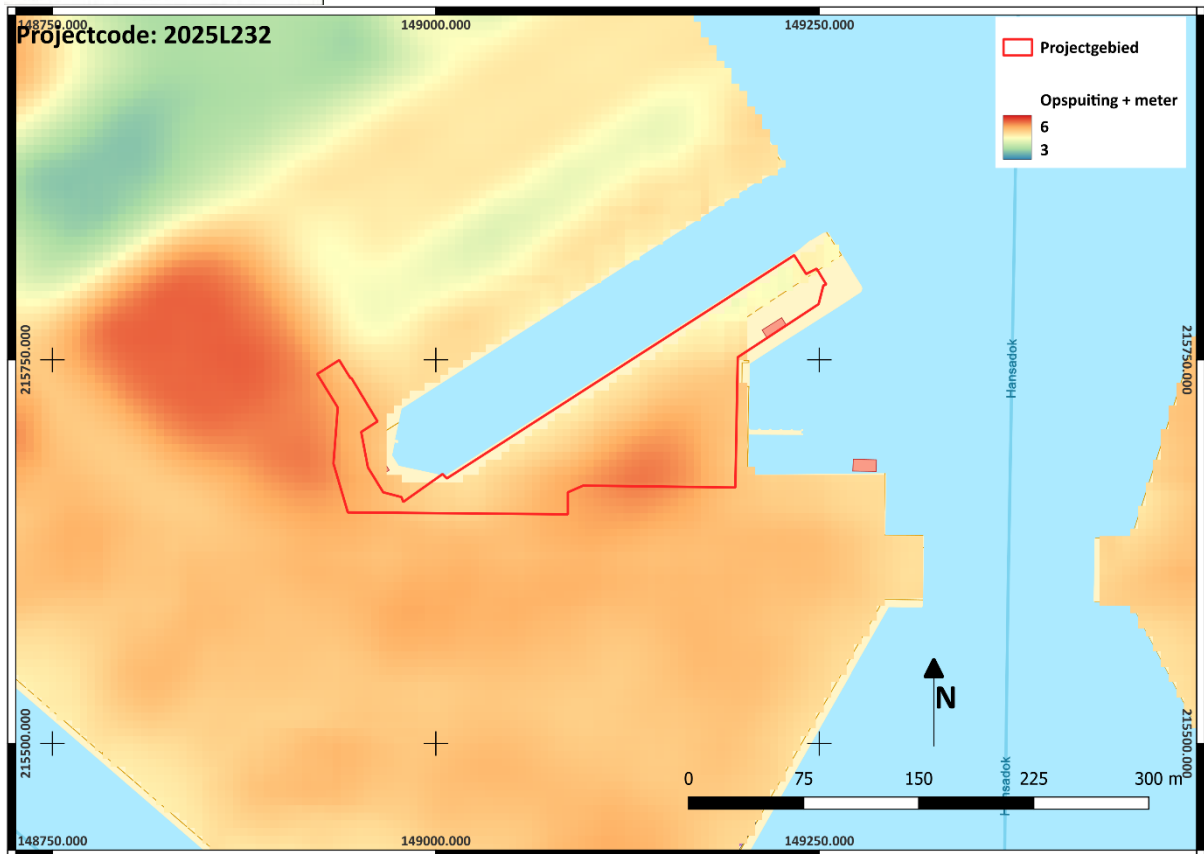 148750.000
149000.000
149250.000
Projectcode: 2025L232
Projectgebied
Opspuiting + meter
6
3
215750.000
215750.000
Hansadok
N
215500.000
215500.000
Hansadok
0
75
150
225
300 m
148750.000
149000.000
149250.000